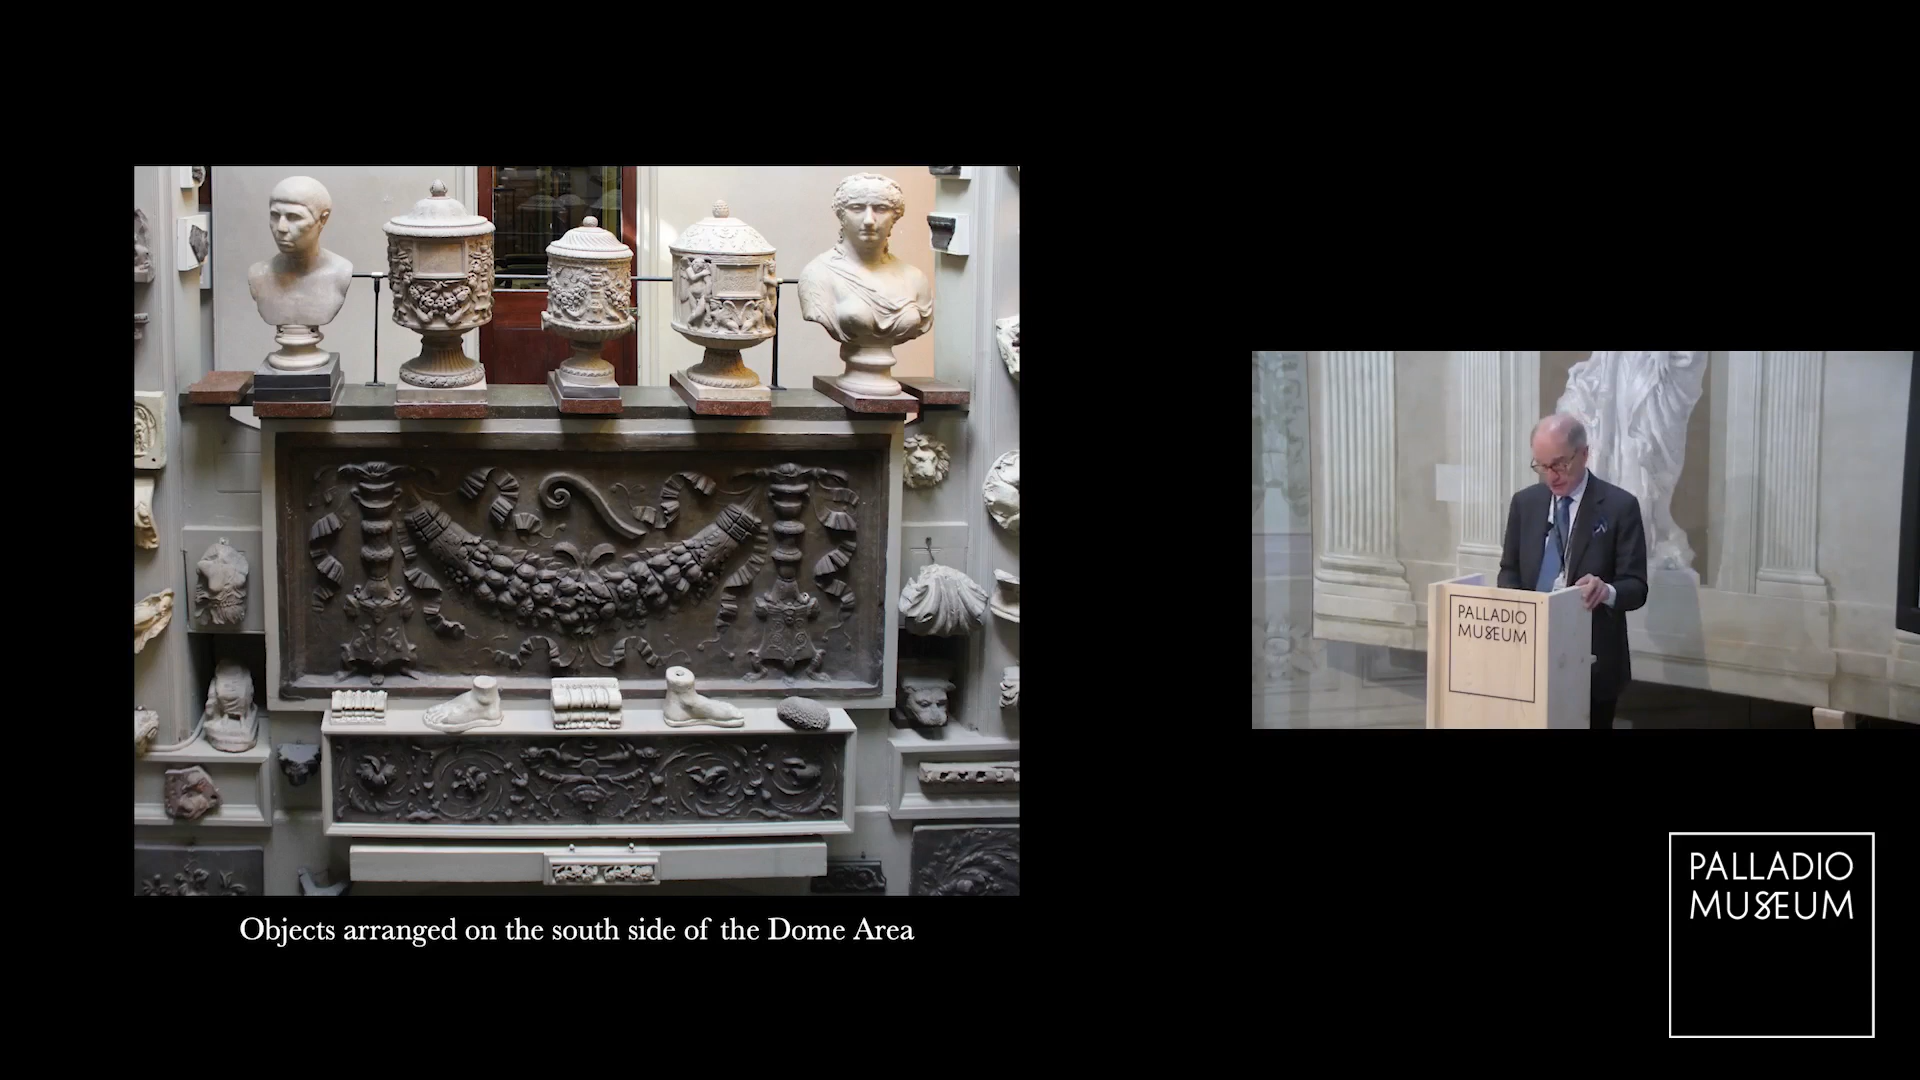 Objects arranged on the south side of the Dome Area
PALLADIO
MUSEUM
PALLADIO
MUSEUM